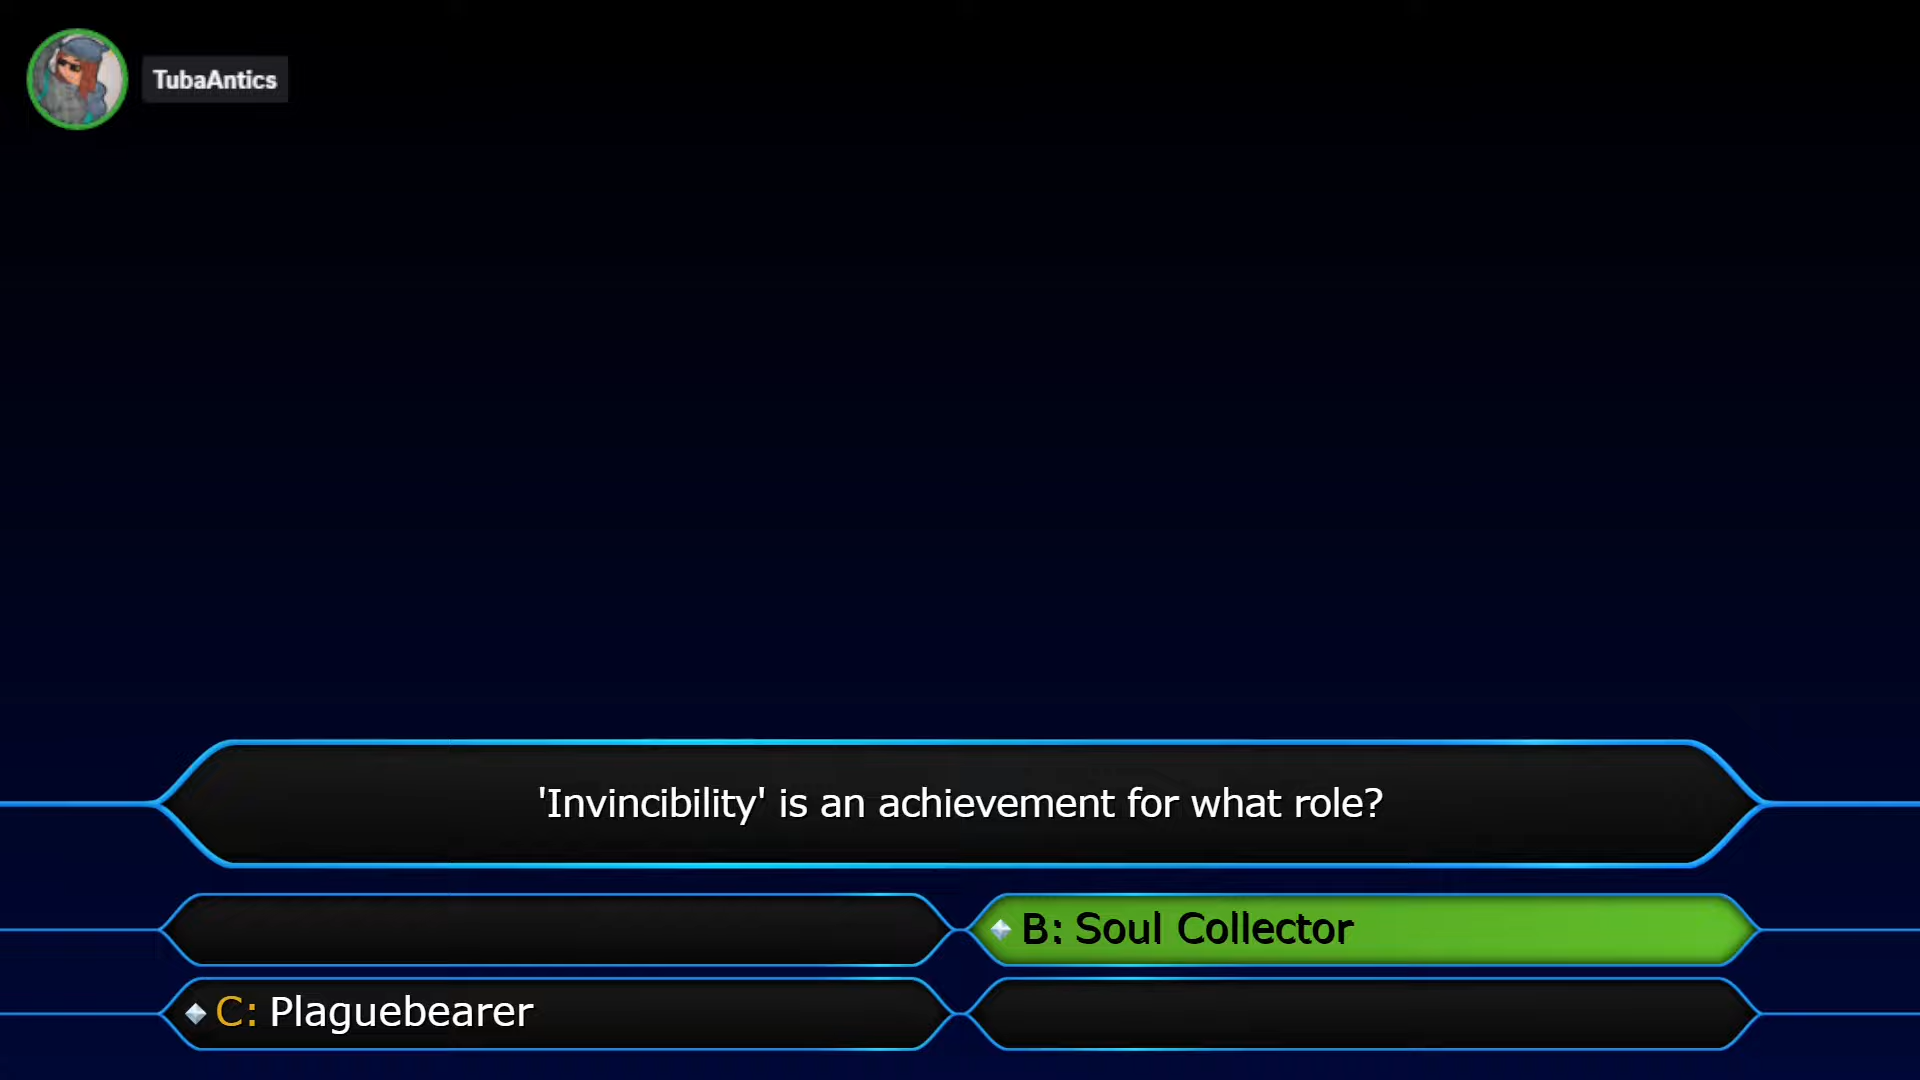 TubaAntics
'Invincibility' is an achievement for what role?
B: Soul Collector
C: Plaguebearer